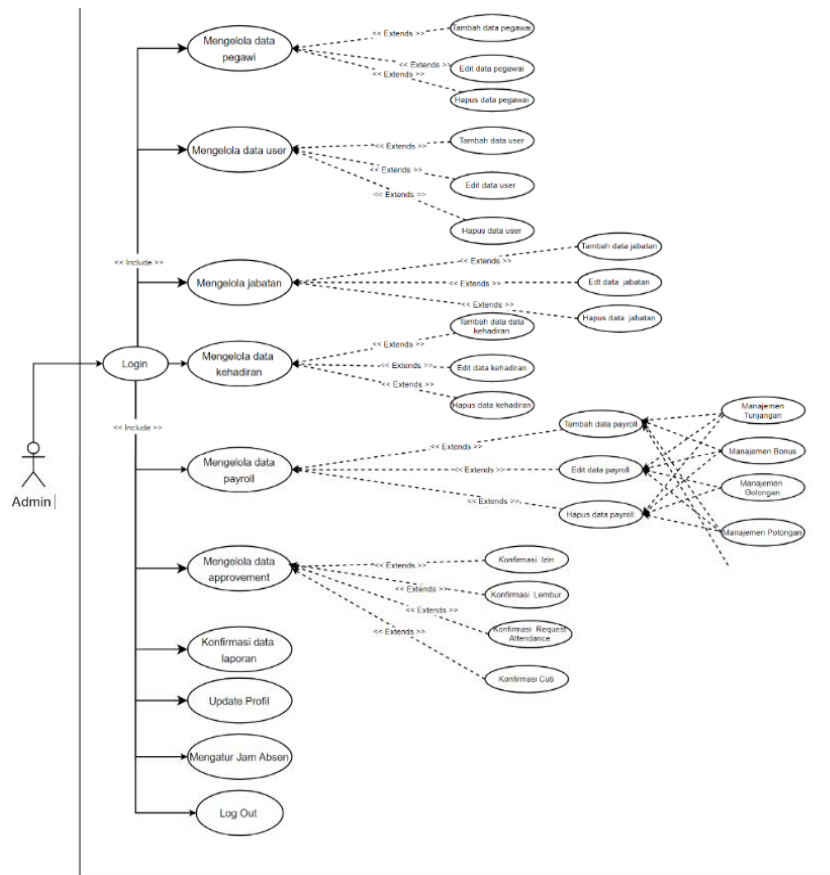 Mengelola data
pegawi
<< Extends >>
Tambah data pegawai
<< Extends >>
Edit data pegawai
<< Extends >>
Hapus data pegawai
Mengelola data user
<< Extends >>
Tambah data user
<< Extends >>
Edit data user
<< Extends >>
Hapus data user
<< Include >>
Mengelola jabatan
<< Extends >>
Tambah data jabatan
<< Extends >>
Edt data jabatan
<< Extends >>
Hapus data jabatan
Login
Mengelola data
kehadiran
<< Extends >>
Tambah data data
kehadiran
<< Extends >>
Edit data kehadiran
<< Extends >>
Hapus data kehadiran
<< Include >>
Admin
Mengelola data
payroll
<< Extends >>
Tambah data payroll
<< Extends >>
Edit data payroll
<< Extends >>
Hapus data payroll
Manajemen
Tunjangan
Manajemen Bonus
Manajemen
Golongan
Manajemen Potongan
Mengelola data
approvement
<< Extends >>
Konfirmasi Izin
<< Extends >>
Konfirmasi Lembur
<< Extends >>
Konfirmasi Request
Attendance
<< Extends >>
Konfirmasi Cuti
Konfirmasi data
laporan
Update Profil
Mengatur Jam Absen
Log Out